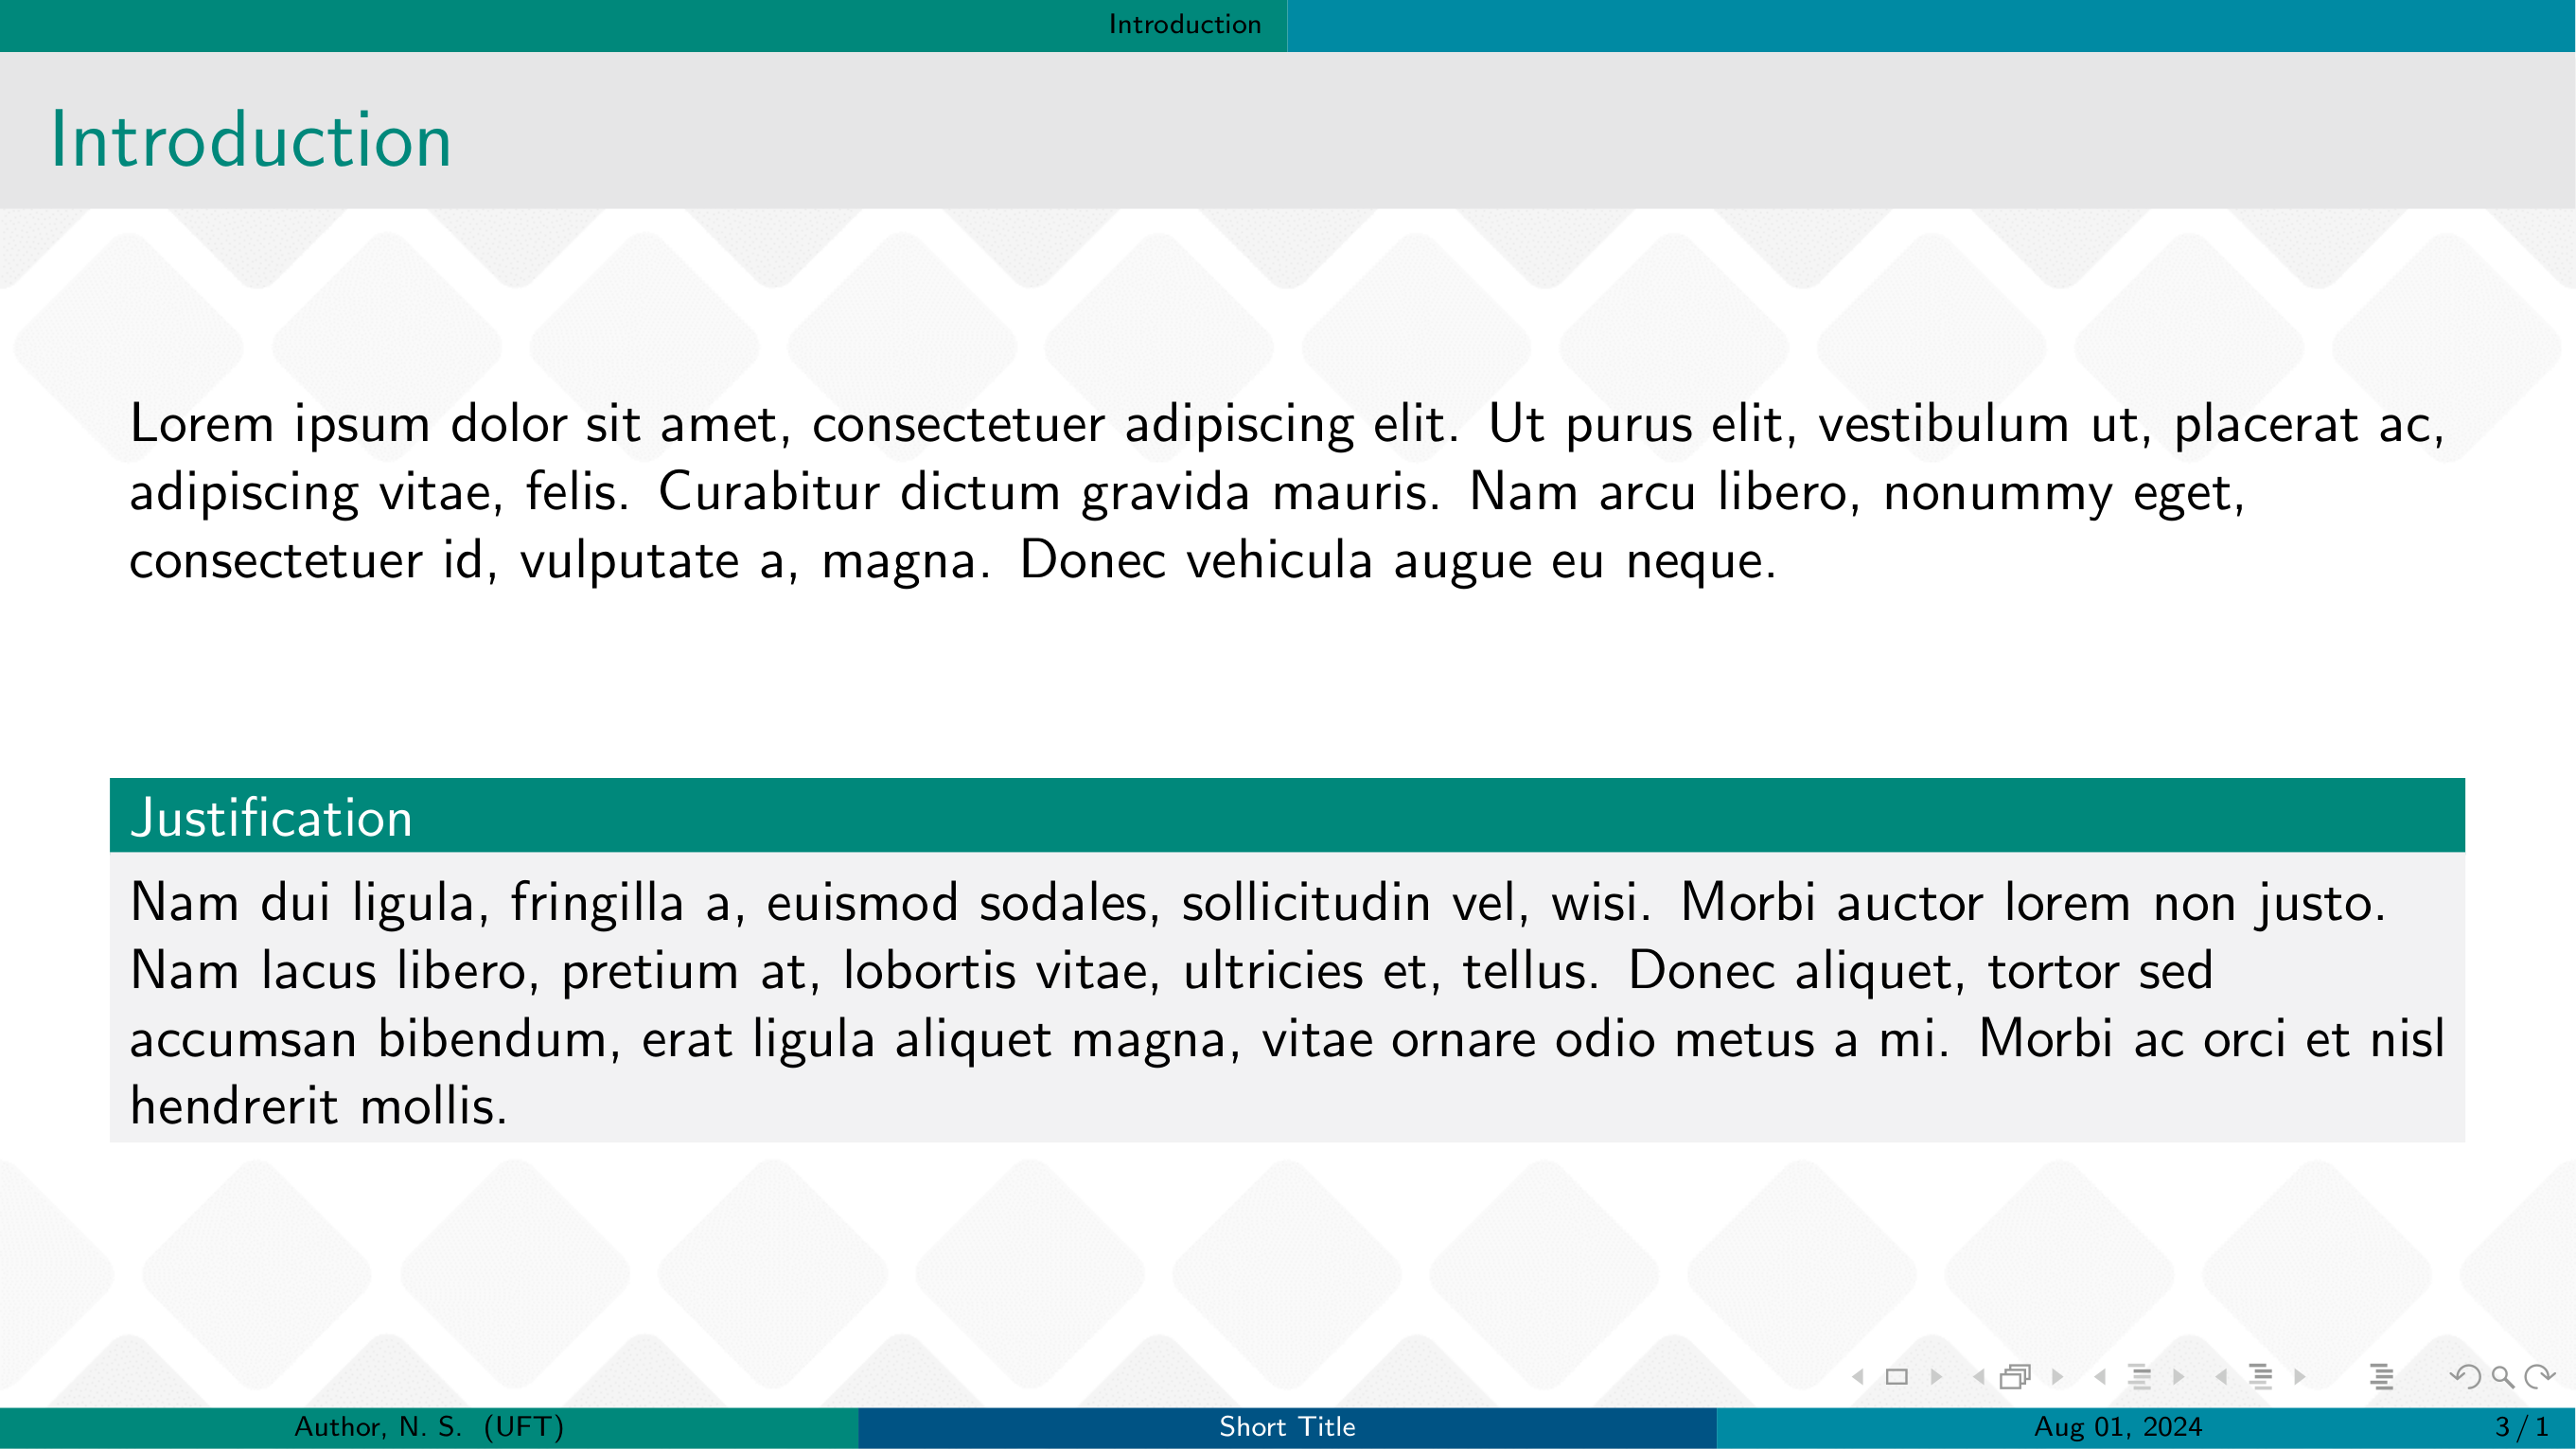 Introduction
Introduction
Lorem ipsum dolor sit amet, consectetuer adipiscing elit. Ut purus elit, vestibulum ut, placerat ac,
adipiscing vitae, felis. Curabitur dictum gravida mauris. Nam arcu libero, nonummy eget,
consectetuer id, vulputate a, magna. Donec vehicula augue eu neque.
Justification
Nam dui ligula, fringilla a, euismod sodales, sollicitudin vel, wisi. Morbi auctor lorem non justo.
Nam lacus libero, pretium at, lobortis vitae, ultricies et, tellus. Donec aliquet, tortor sed
accumsan bibendum, erat ligula aliquet magna, vitae ornare odio metus a mi. Morbi ac orci et nisl
hendrerit mollis.
Author, N. S. (UFT) Short Title Aug 01, 2024 3 / 1